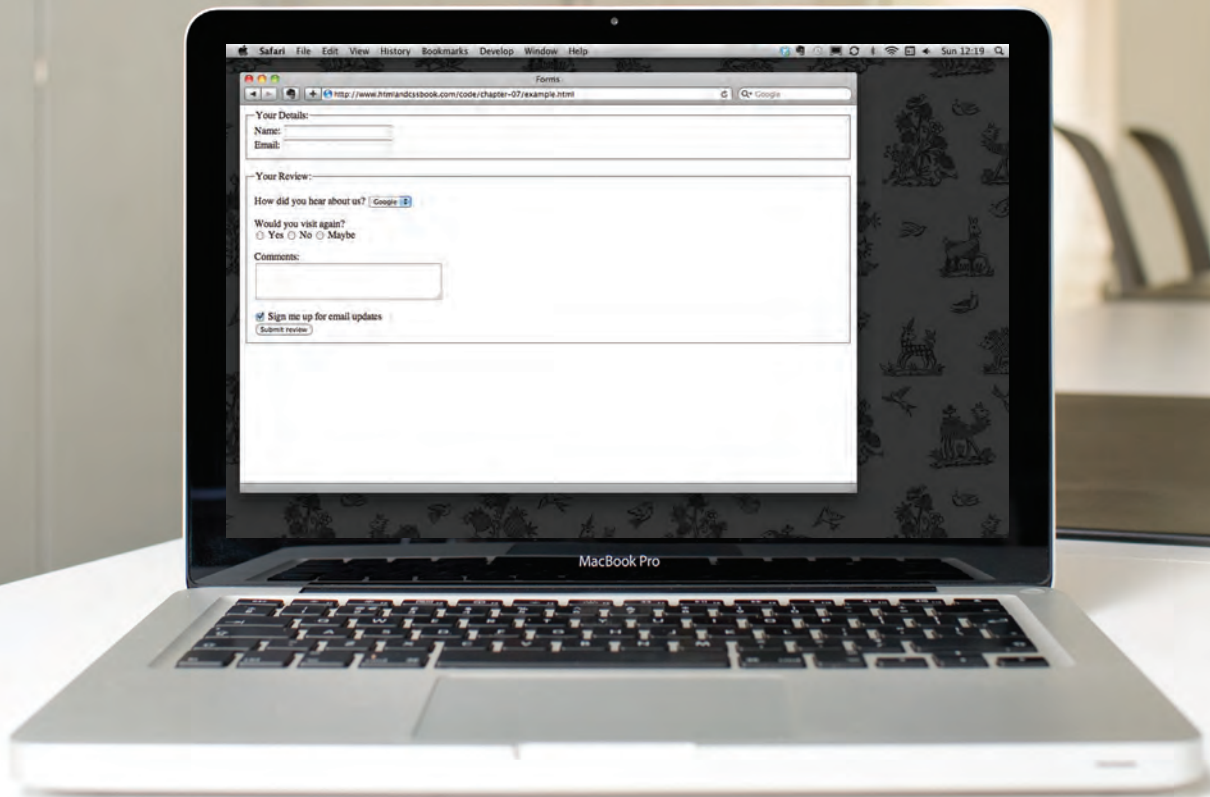 Safari File Edit View History Bookmarks Develop Window Help Sun 12:19
Forms
http://www.htmlandcssbook.com/code/chapter-07/example.html Google
Your Details:
Name:
Email:
Your Review:
How did you hear about us? Google
Would you visit again?
Yes No Maybe
Comments:
Sign me up for email updates
Submit review
MacBook Pro